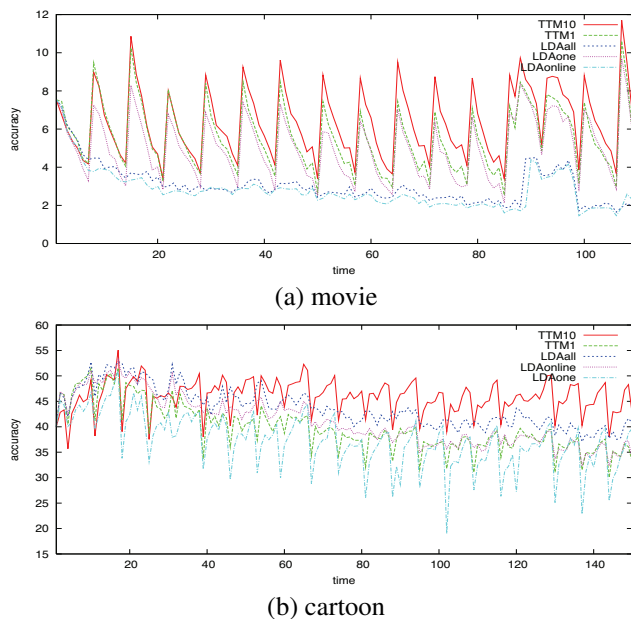 12
10
8
6
4
2
0
accuracy
20
40
60
80
100
time
TTM10
TTM1
LDAall
LDAone
LDAonline
(a) movie
60
55
50
45
40
35
30
25
20
15
accuracy
20
40
60
80
100
120
140
time
TTM10
TTM1
LDAall
LDAonline
LDAone
(b) cartoon